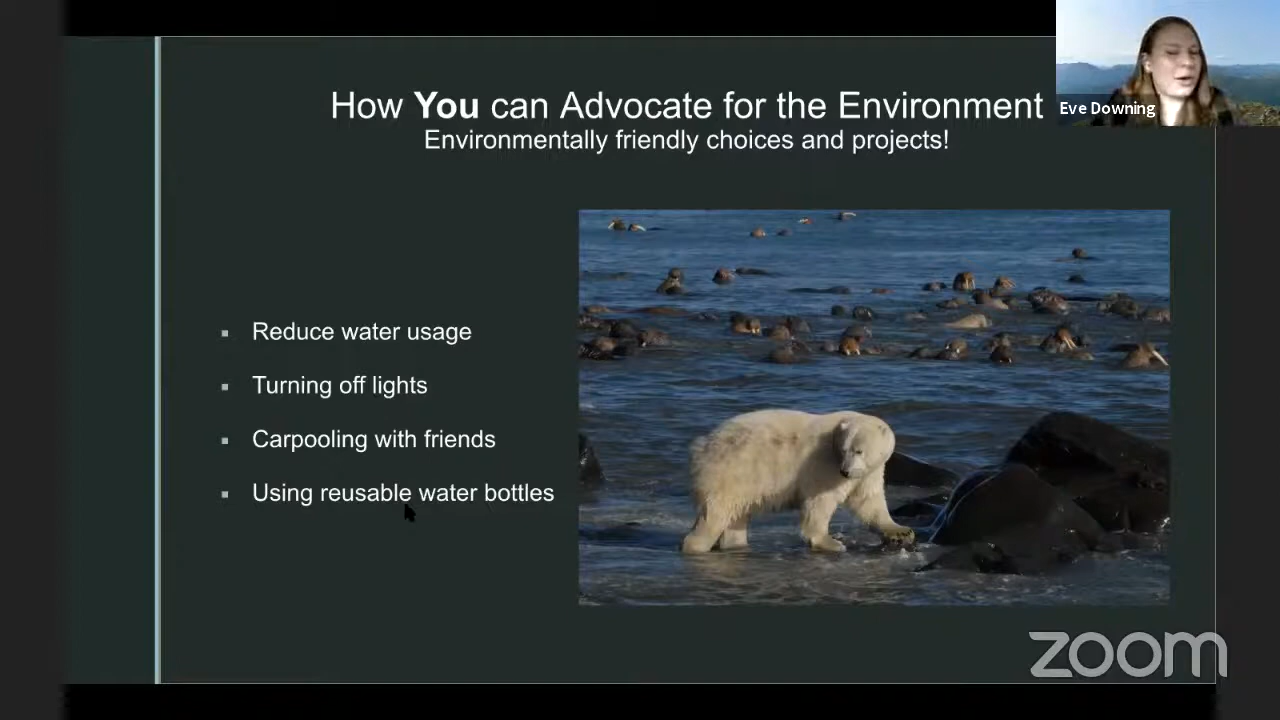 How You can Advocate for the Environment
Environmentally friendly choices and projects!
Eve Downing
Reduce water usage
Turning off lights
Carpooling with friends
Using reusable water bottles
zoom